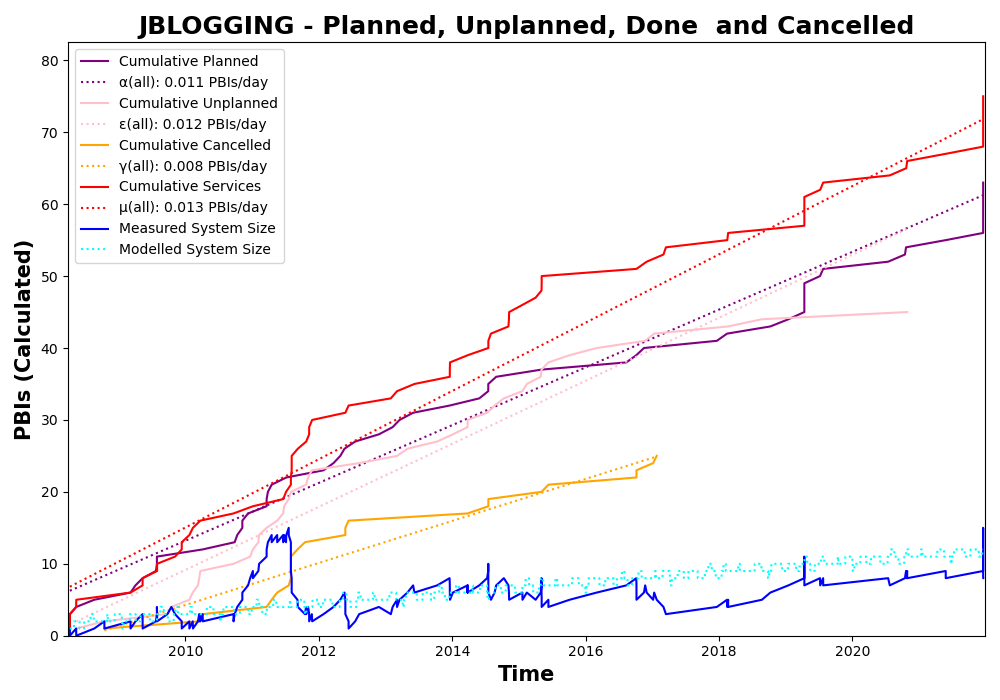 JBLOGGING - Planned, Unplanned, Done  and Cancelled
Cumulative Planned
α(all): 0.011 PBIs/day
Cumulative Unplanned
ε(all): 0.012 PBIs/day
Cumulative Cancelled
γ(all): 0.008 PBIs/day
Cumulative Services
μ(all): 0.013 PBIs/day
Measured System Size
Modelled System Size
PBIs (Calculated)
80
70
60
50
40
30
20
10
0
2010 2012 2014 2016 2018 2020
Time